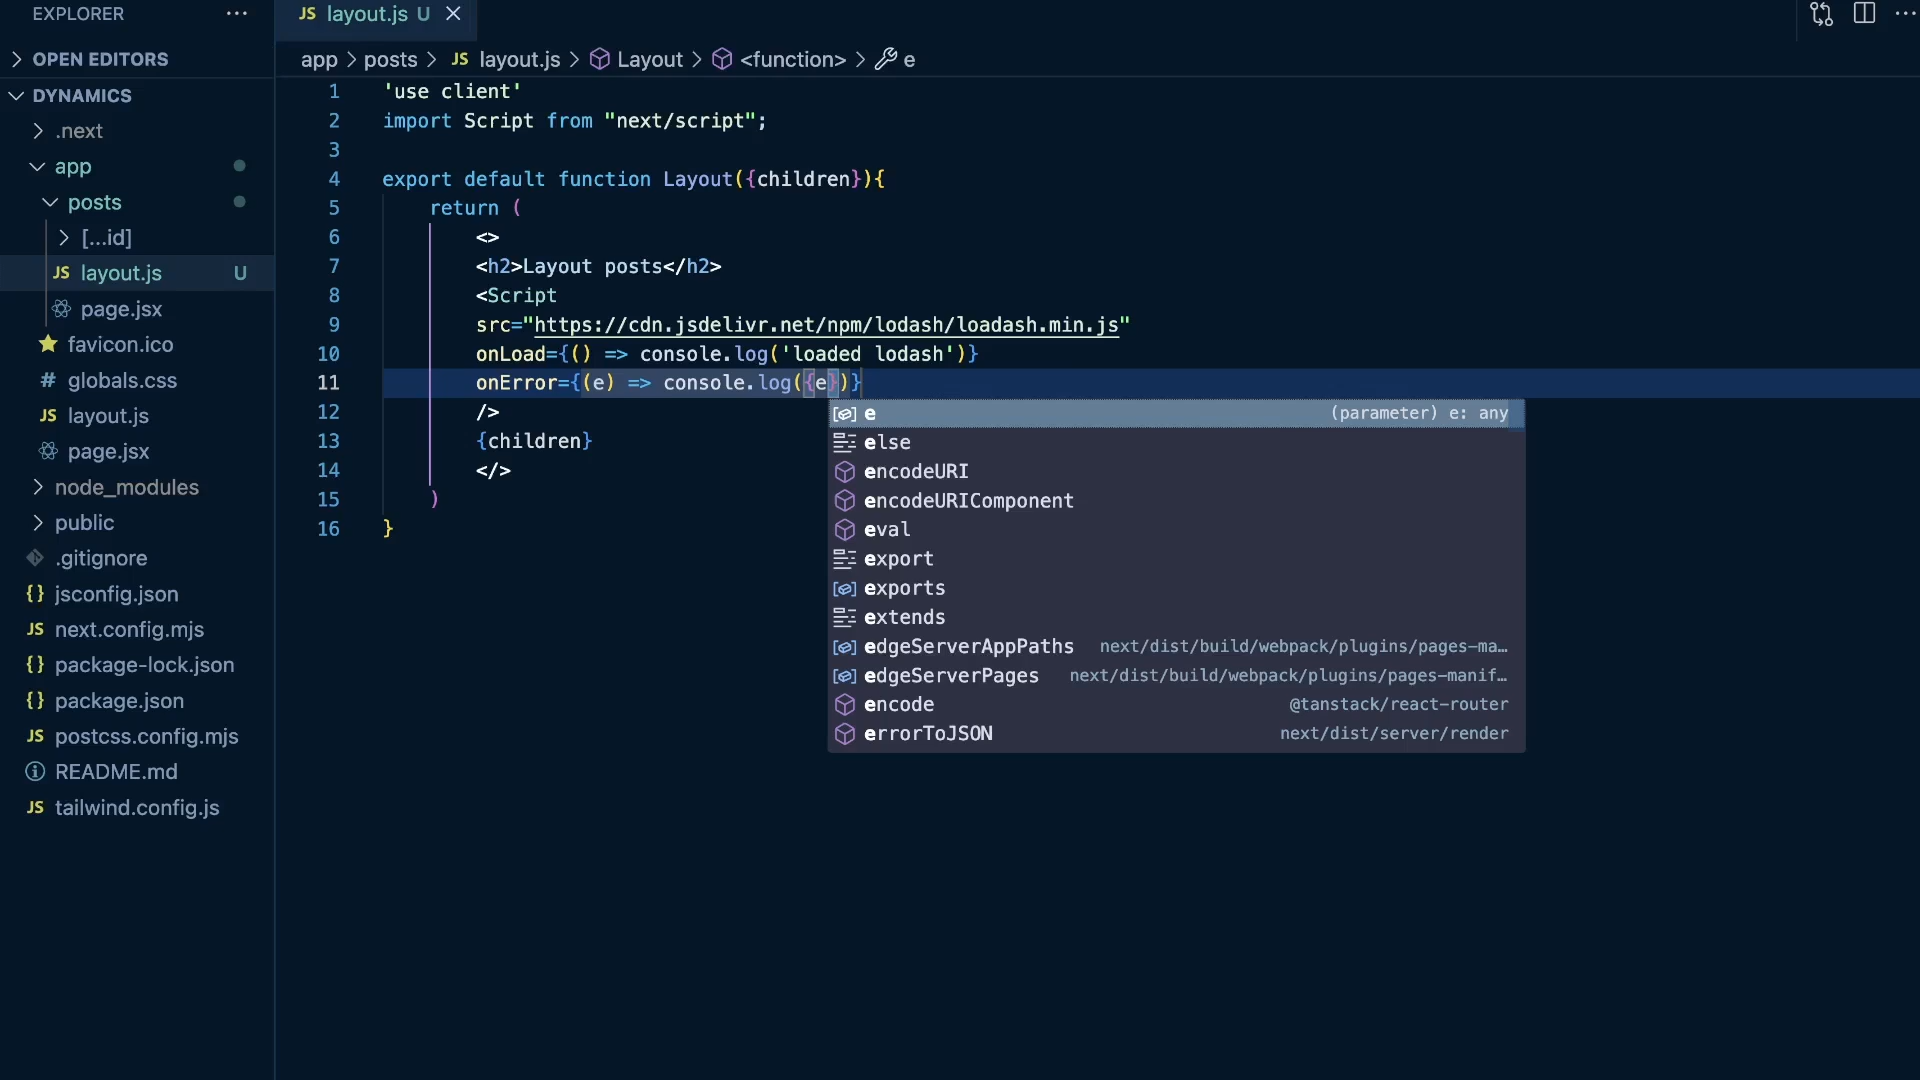 EXPLORER
OPEN EDITORS
DYNAMICS
.next
app
posts
[...id]
JS layout.js U
page.jsx
favicon.ico
# globals.css
JS layout.js
page.jsx
node_modules
public
.gitignore
{} jsconfig.json
JS next.config.mjs
{} package-lock.json
{} package.json
JS postcss.config.mjs
README.md
JS tailwind.config.js
JS layout.js U
app > posts > JS layout.js > Layout > <function> > e
1 'use client'
2 import Script from "next/script";
3
4 export default function Layout({children}){
5 return (
6 <>
7 <h2>Layout posts</h2>
8 <Script
9 src="https://cdn.jsdelivr.net/npm/lodash/loadash.min.js"
10 onLoad={() => console.log('loaded lodash')}
11 onError={(e) => console.log({e})}
12 />
13 {children}
14 </>
15 )
16 }
e (parameter) e: any
else
encodeURI
encodeURIComponent
eval
export
exports
extends
edgeServerAppPaths next/dist/build/webpack/plugins/pages-ma…
edgeServerPages next/dist/build/webpack/plugins/pages-manif…
encode @tanstack/react-router
errorToJSON next/dist/server/render